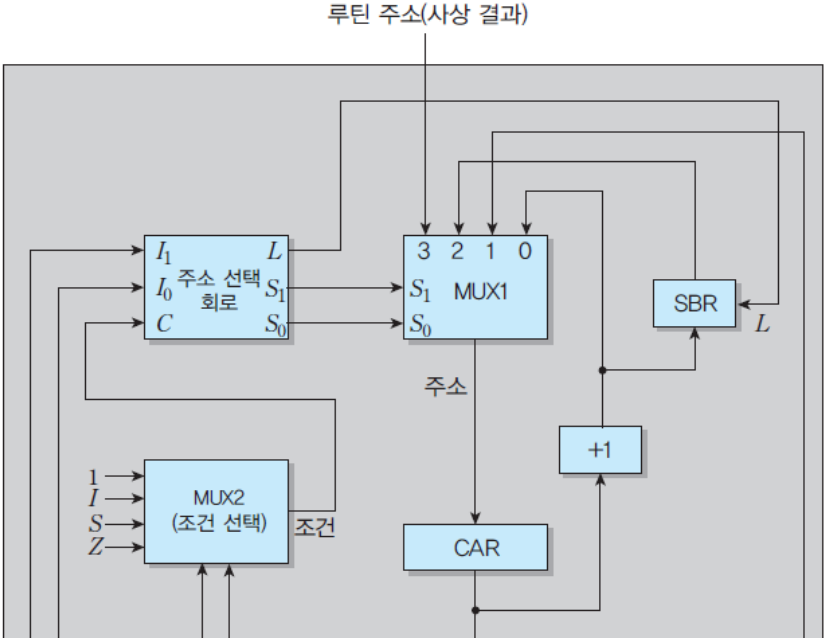 루틴 주소(사상 결과)
I₁
L
I₀
주소 선택
회로
S₁
C
S₀
3 2 1 0
S₁
MUX1
S₀
SBR
L
주소
+1
1
I
S
Z
MUX2
(조건 선택)
조건
CAR